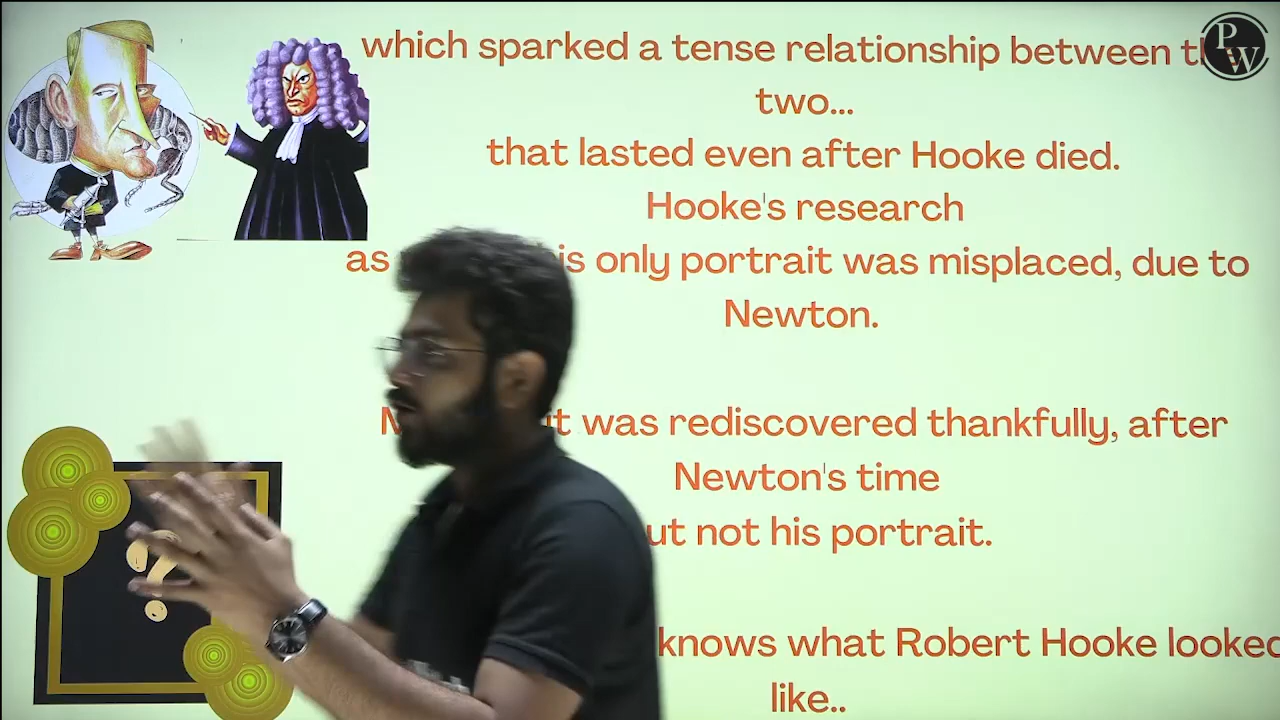 which sparked a tense relationship between
two...
that lasted even after Hooke died.
Hooke's research
as is only portrait was misplaced, due to
Newton.
it was rediscovered thankfully, after
Newton's time
ut not his portrait.
knows what Robert Hooke looked
like..
?
PW